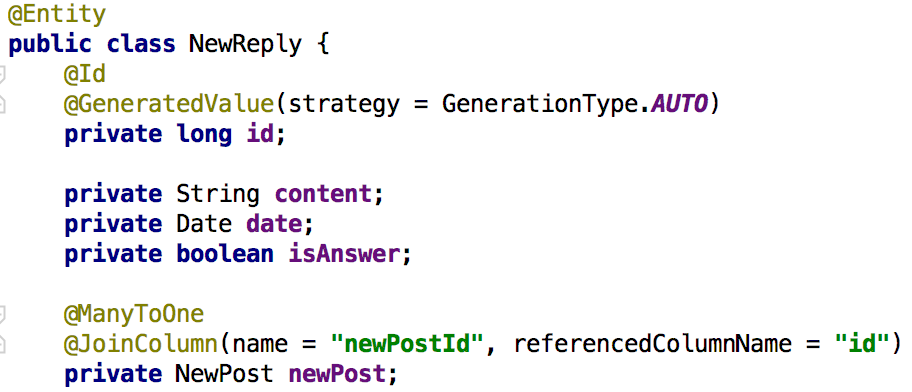 @Entity
public class NewReply {
@Id
@GeneratedValue(strategy = GenerationType.AUTO)
private long id;
private String content;
private Date date;
private boolean isAnswer;
@ManyToOne
@JoinColumn(name = "newPostId", referencedColumnName = "id")
private NewPost newPost;